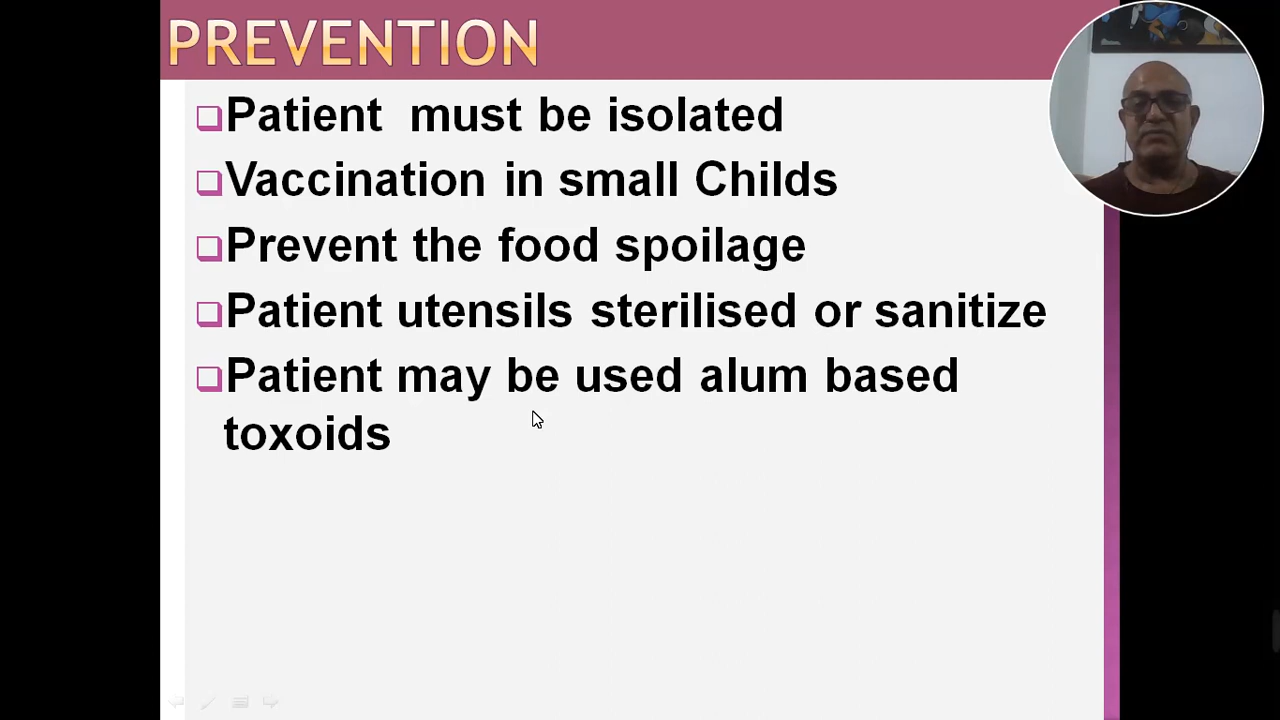 PREVENTION
Patient must be isolated
Vaccination in small Childs
Prevent the food spoilage
Patient utensils sterilised or sanitize
Patient may be used alum based
toxoids